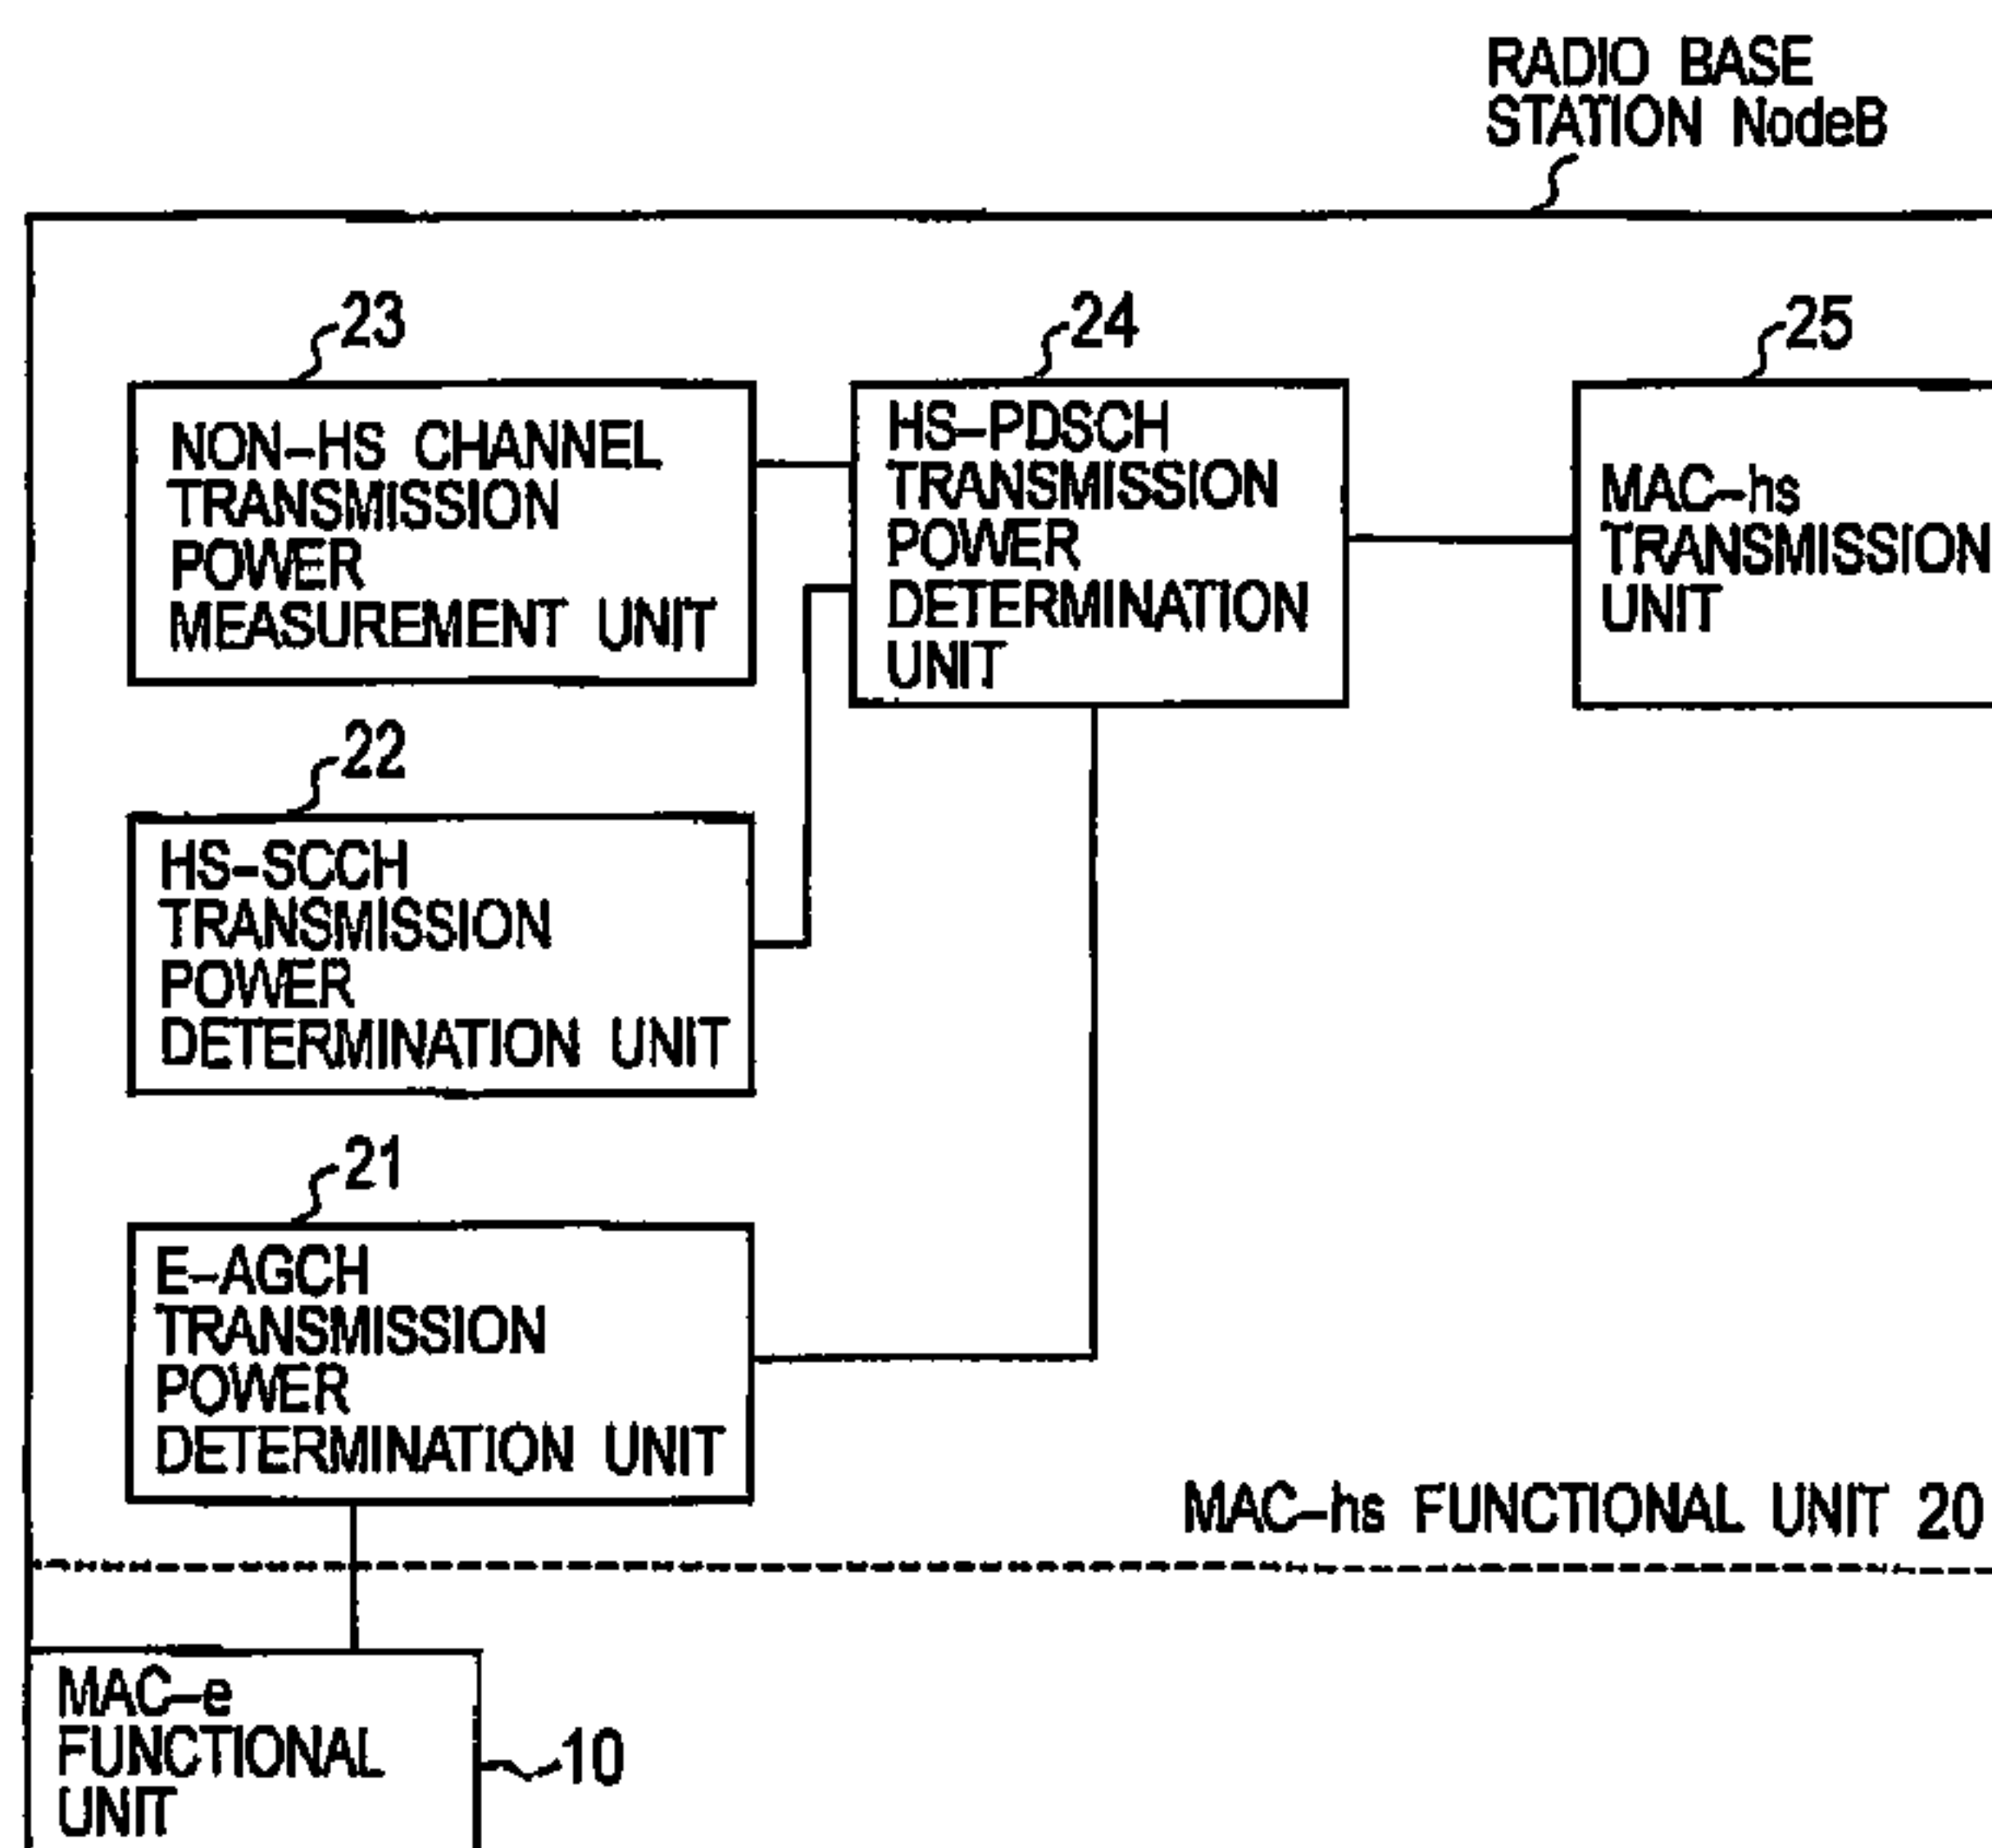 RADIO BASE
STATION NodeB
23
24
25
NON-HS CHANNEL
TRANSMISSION
POWER
MEASUREMENT UNIT
HS-PDSCH
TRANSMISSION
POWER
DETERMINATION
UNIT
MAC-hs
TRANSMISSION
UNIT
22
HS-SCCH
TRANSMISSION
POWER
DETERMINATION UNIT
21
E-AGCH
TRANSMISSION
POWER
DETERMINATION UNIT
MAC-hs FUNCTIONAL UNIT 20
MAC-e
FUNCTIONAL
UNIT
10